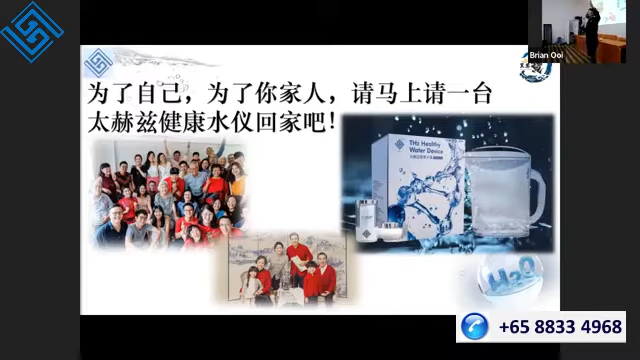 Brian Ooi
为了自己，为了你家人，请马上请一台
太赫兹健康水仪回家吧！
THz Healthy
Water Device
H₂O
+65 8833 4968